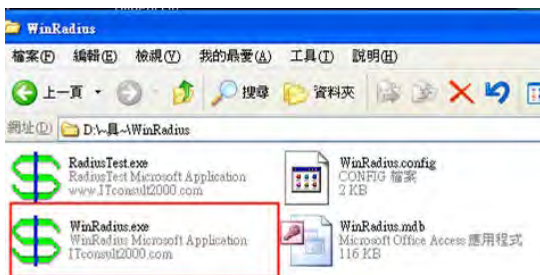 WinRadius
檔案(F) 編輯(E) 檢視(V) 我的最愛(A) 工具(T) 說明(H)
上一頁 搜尋 資料夾
網址(D) D:\~具~\WinRadius
RadiusTest.exe
RadiusTest Microsoft Application
www.ITconsult2000.com
WinRadius.config
CONFIG 檔案
2 KB
WinRadius.exe
WinRadius Microsoft Application
ITconsult2000.com
WinRadius.mdb
Microsoft Office Access 應用程式
116 KB